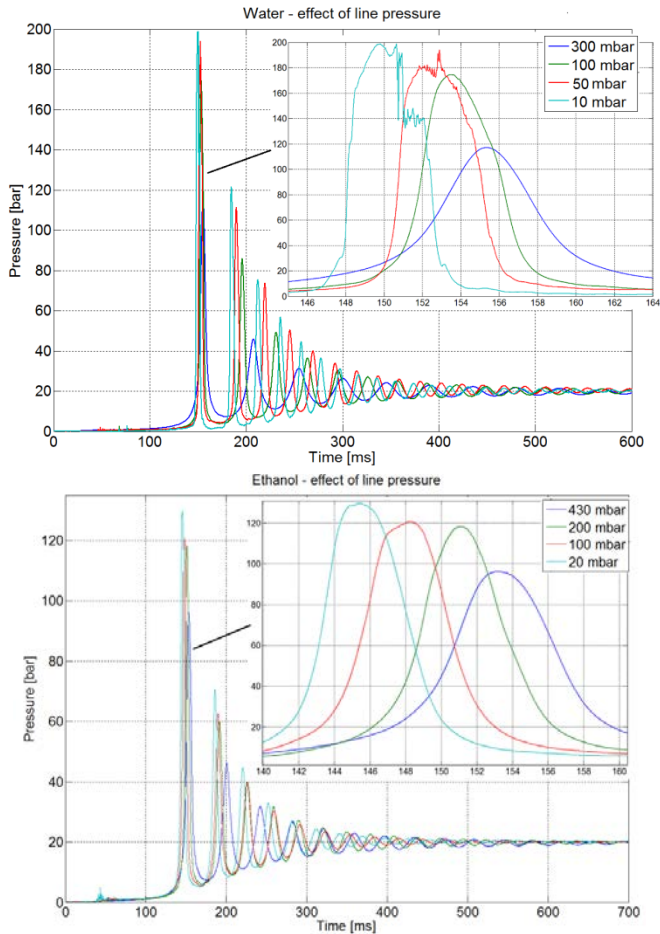 Water - effect of line pressure
200
180
160
140
120
100
80
60
40
20
0
Pressure [bar]
0 100 200 300 400 500 600
Time [ms]
200
180
160
140
120
100
80
60
40
20
0
146 148 150 152 154 156 158 160 162 164
300 mbar
100 mbar
50 mbar
10 mbar
Ethanol - effect of line pressure
120
100
80
60
40
20
0
Pressure [bar]
0 100 200 300 400 500 600 700
Time [ms]
120
100
80
60
40
20
140 142 144 146 148 150 152 154 156 158 160
430 mbar
200 mbar
100 mbar
20 mbar